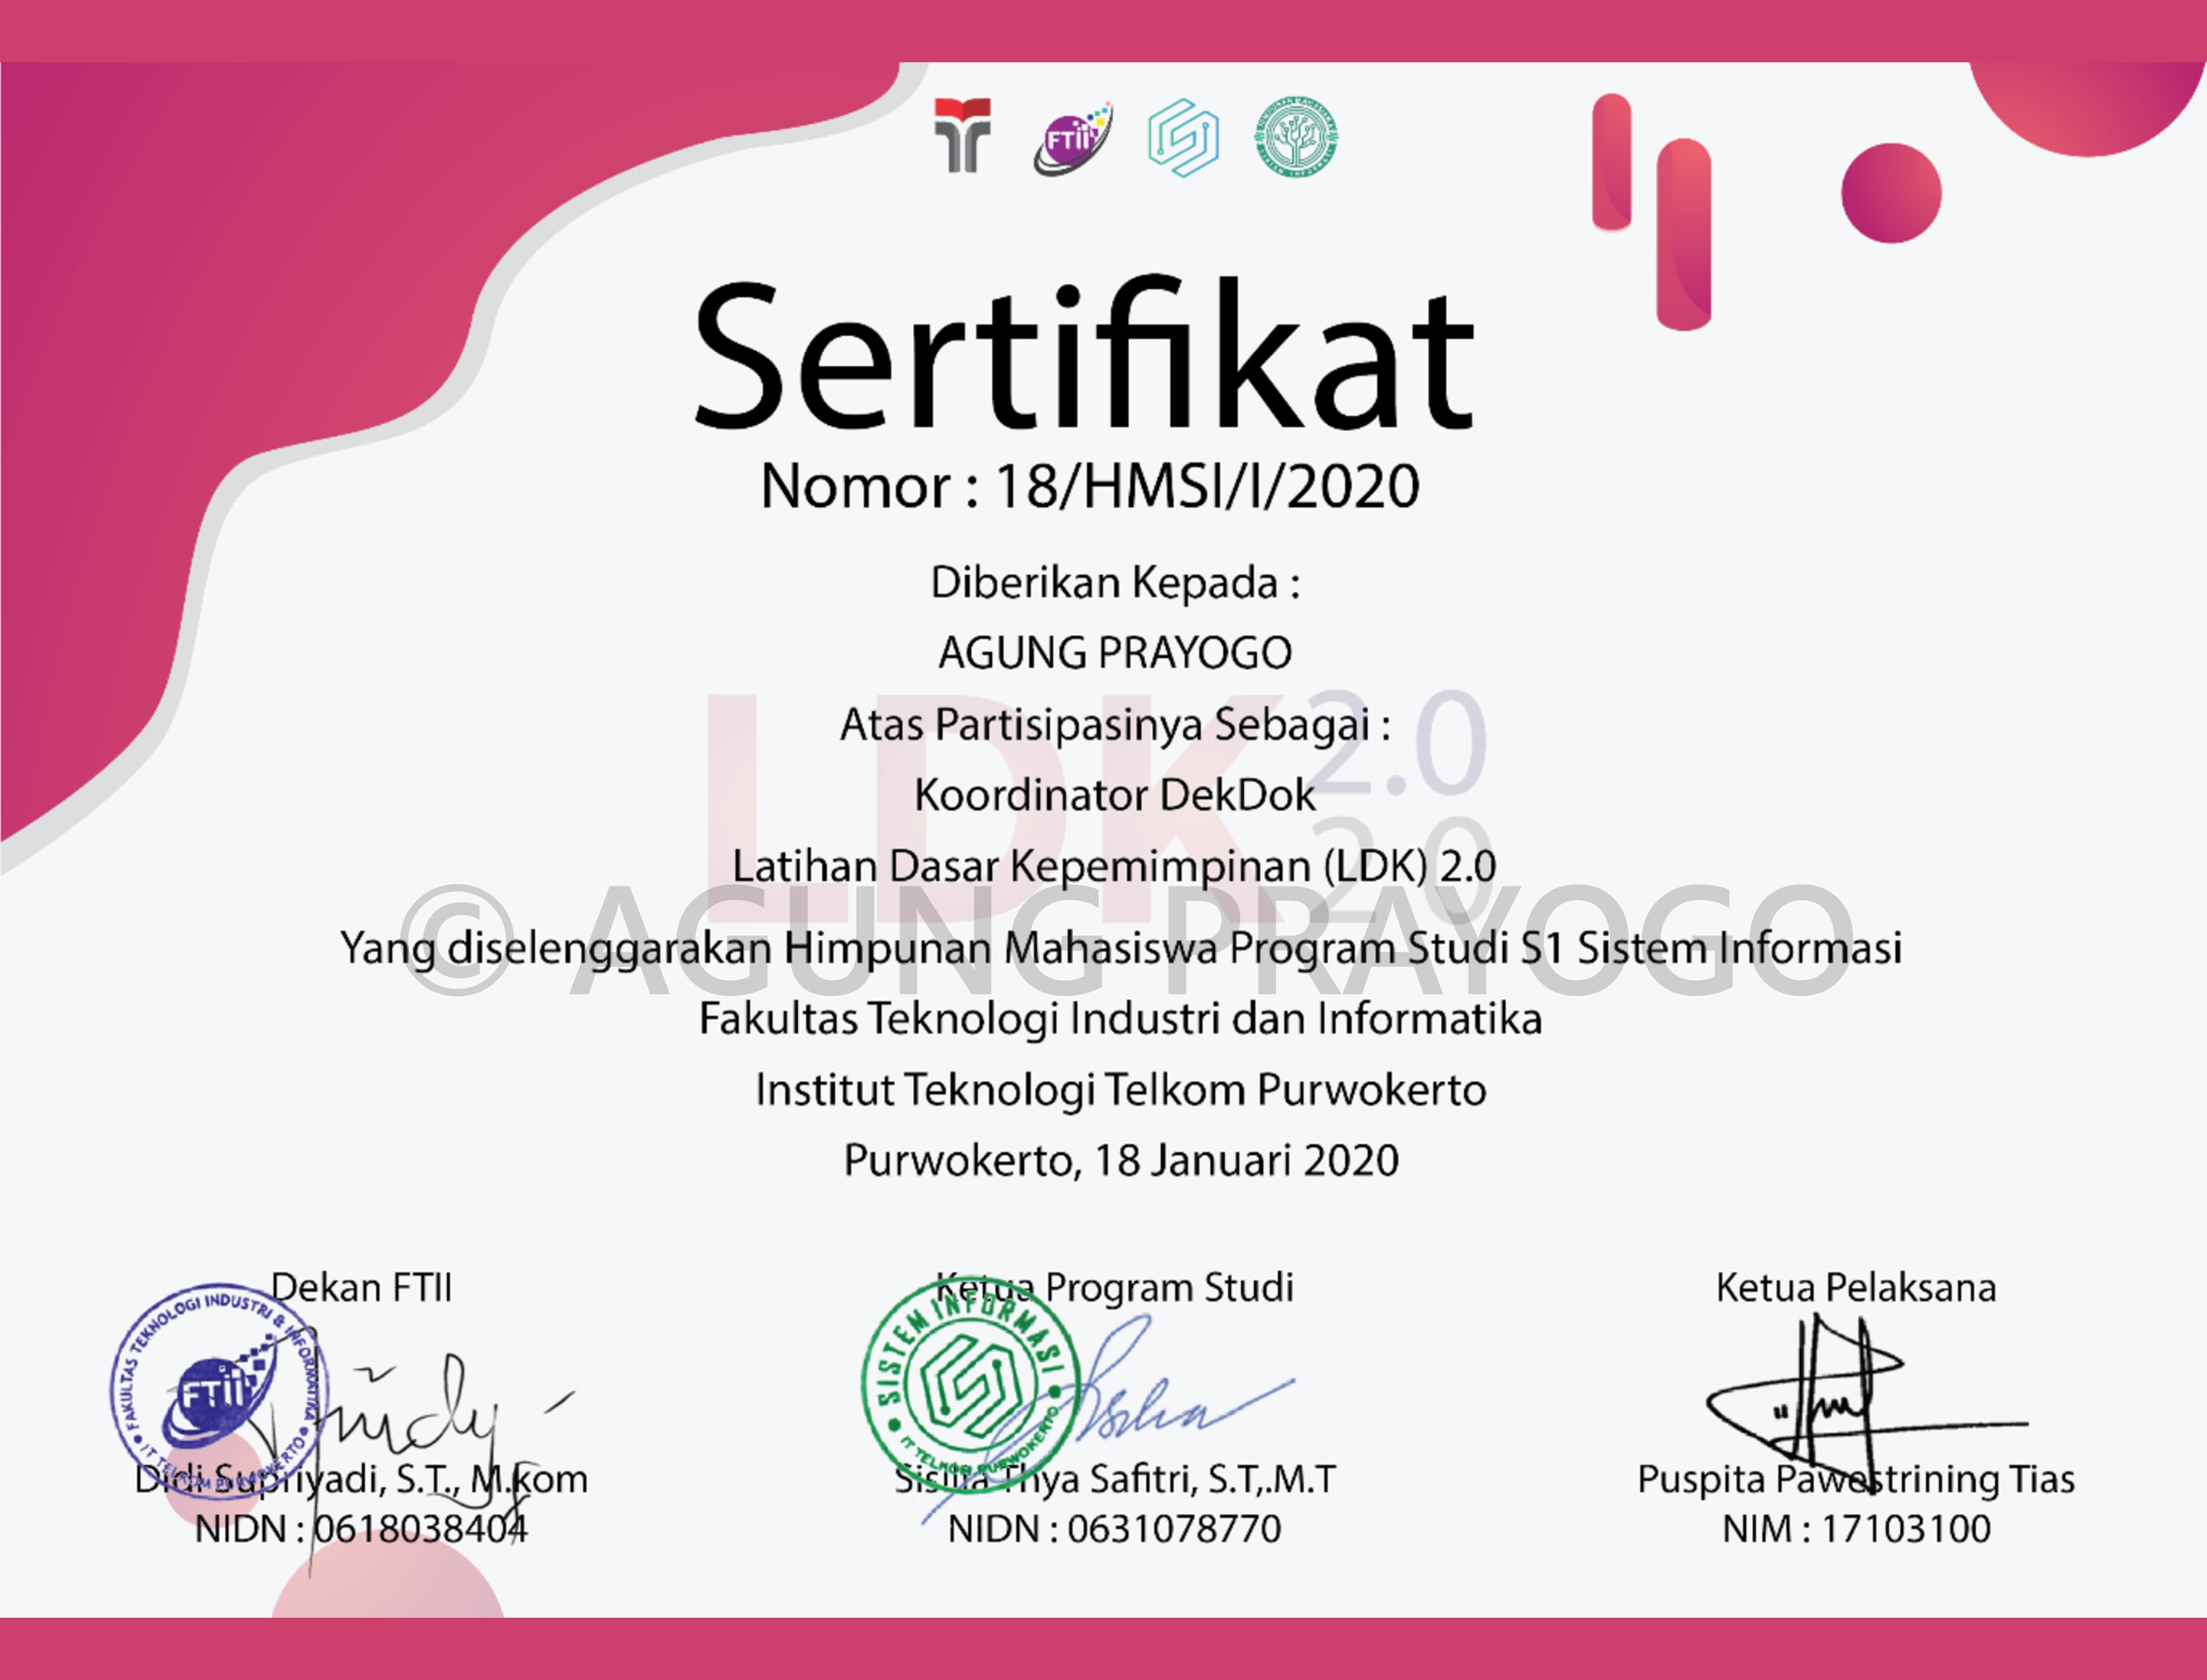 FTII
Sertifikat
Nomor : 18/HMSI/I/2020
Diberikan Kepada :
AGUNG PRAYOGO
Atas Partisipasinya Sebagai :
Koordinator DekDok
Latihan Dasar Kepemimpinan (LDK) 2.0
Yang diselenggarakan Himpunan Mahasiswa Program Studi S1 Sistem Informasi
Fakultas Teknologi Industri dan Informatika
Institut Teknologi Telkom Purwokerto
Purwokerto, 18 Januari 2020
LDK 2.0
20
© AGUNG PRAYOGO
Dekan FTII
FAKULTAS TEKNOLOGI INDUSTRI & INFORMATIKA
FTII
IT TELKOM PURWOKERTO
Didi Supriyadi, S.T., M.kom
NIDN : 0618038404
Ketua Program Studi
SISTEM INFORMASI
IT TELKOM PURWOKERTO
Thya Safitri, S.T,.M.T
NIDN : 0631078770
Ketua Pelaksana
Puspita Pawestrining Tias
NIM : 17103100